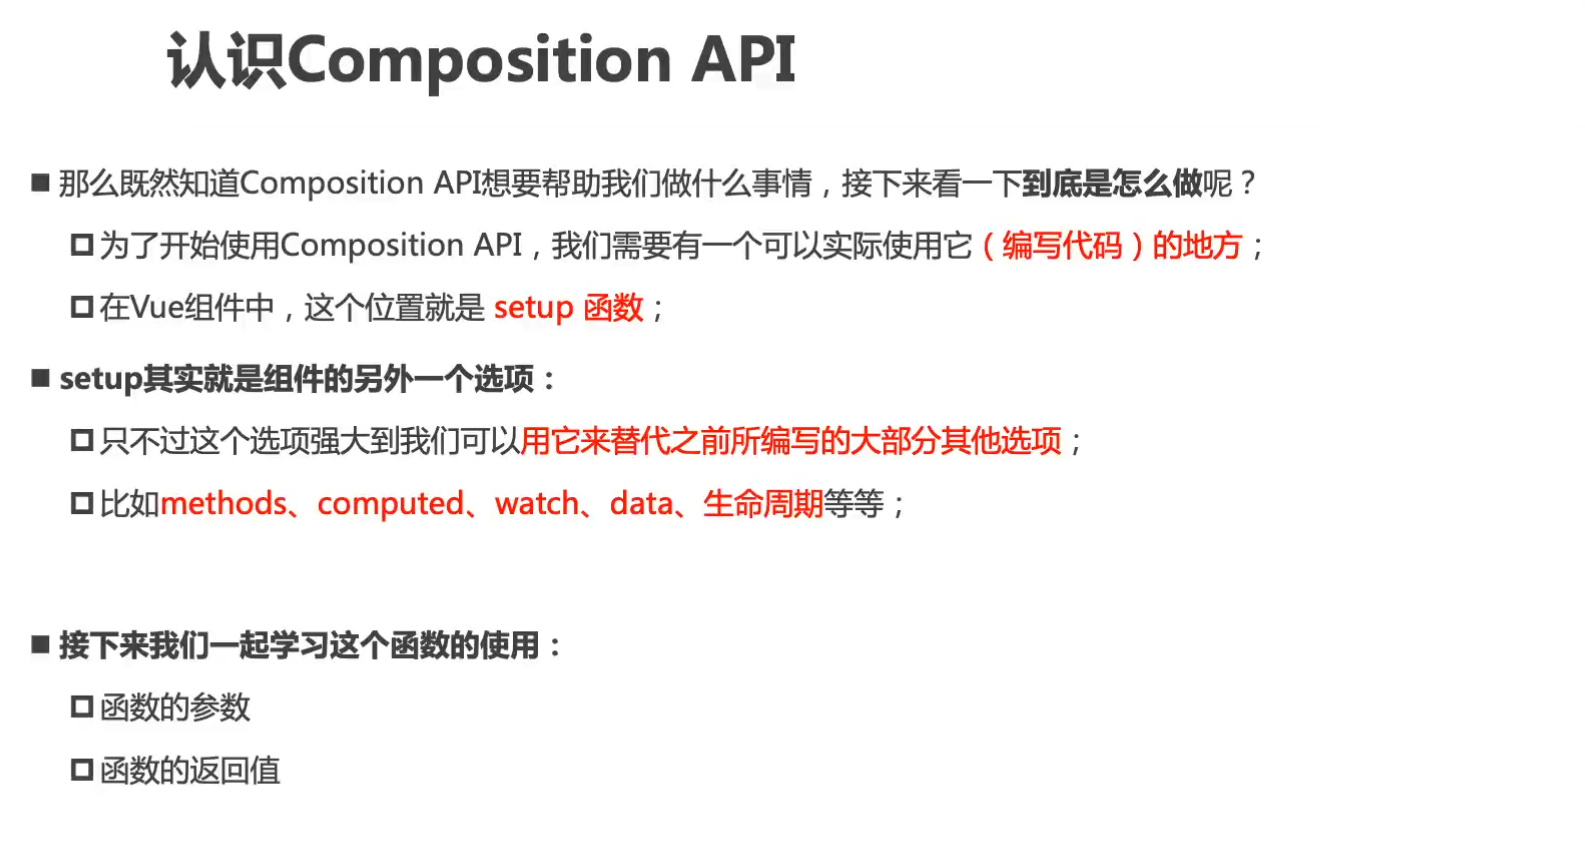 认识Composition API
■ 那么既然知道Composition API想要帮助我们做什么事情，接下来看一下到底是怎么做呢？
□ 为了开始使用Composition API，我们需要有一个可以实际使用它（编写代码）的地方；
□ 在Vue组件中，这个位置就是 setup 函数；
■ setup其实就是组件的另外一个选项：
□ 只不过这个选项强大到我们可以用它来替代之前所编写的大部分其他选项；
□ 比如methods、computed、watch、data、生命周期等等；
■ 接下来我们一起学习这个函数的使用：
□ 函数的参数
□ 函数的返回值